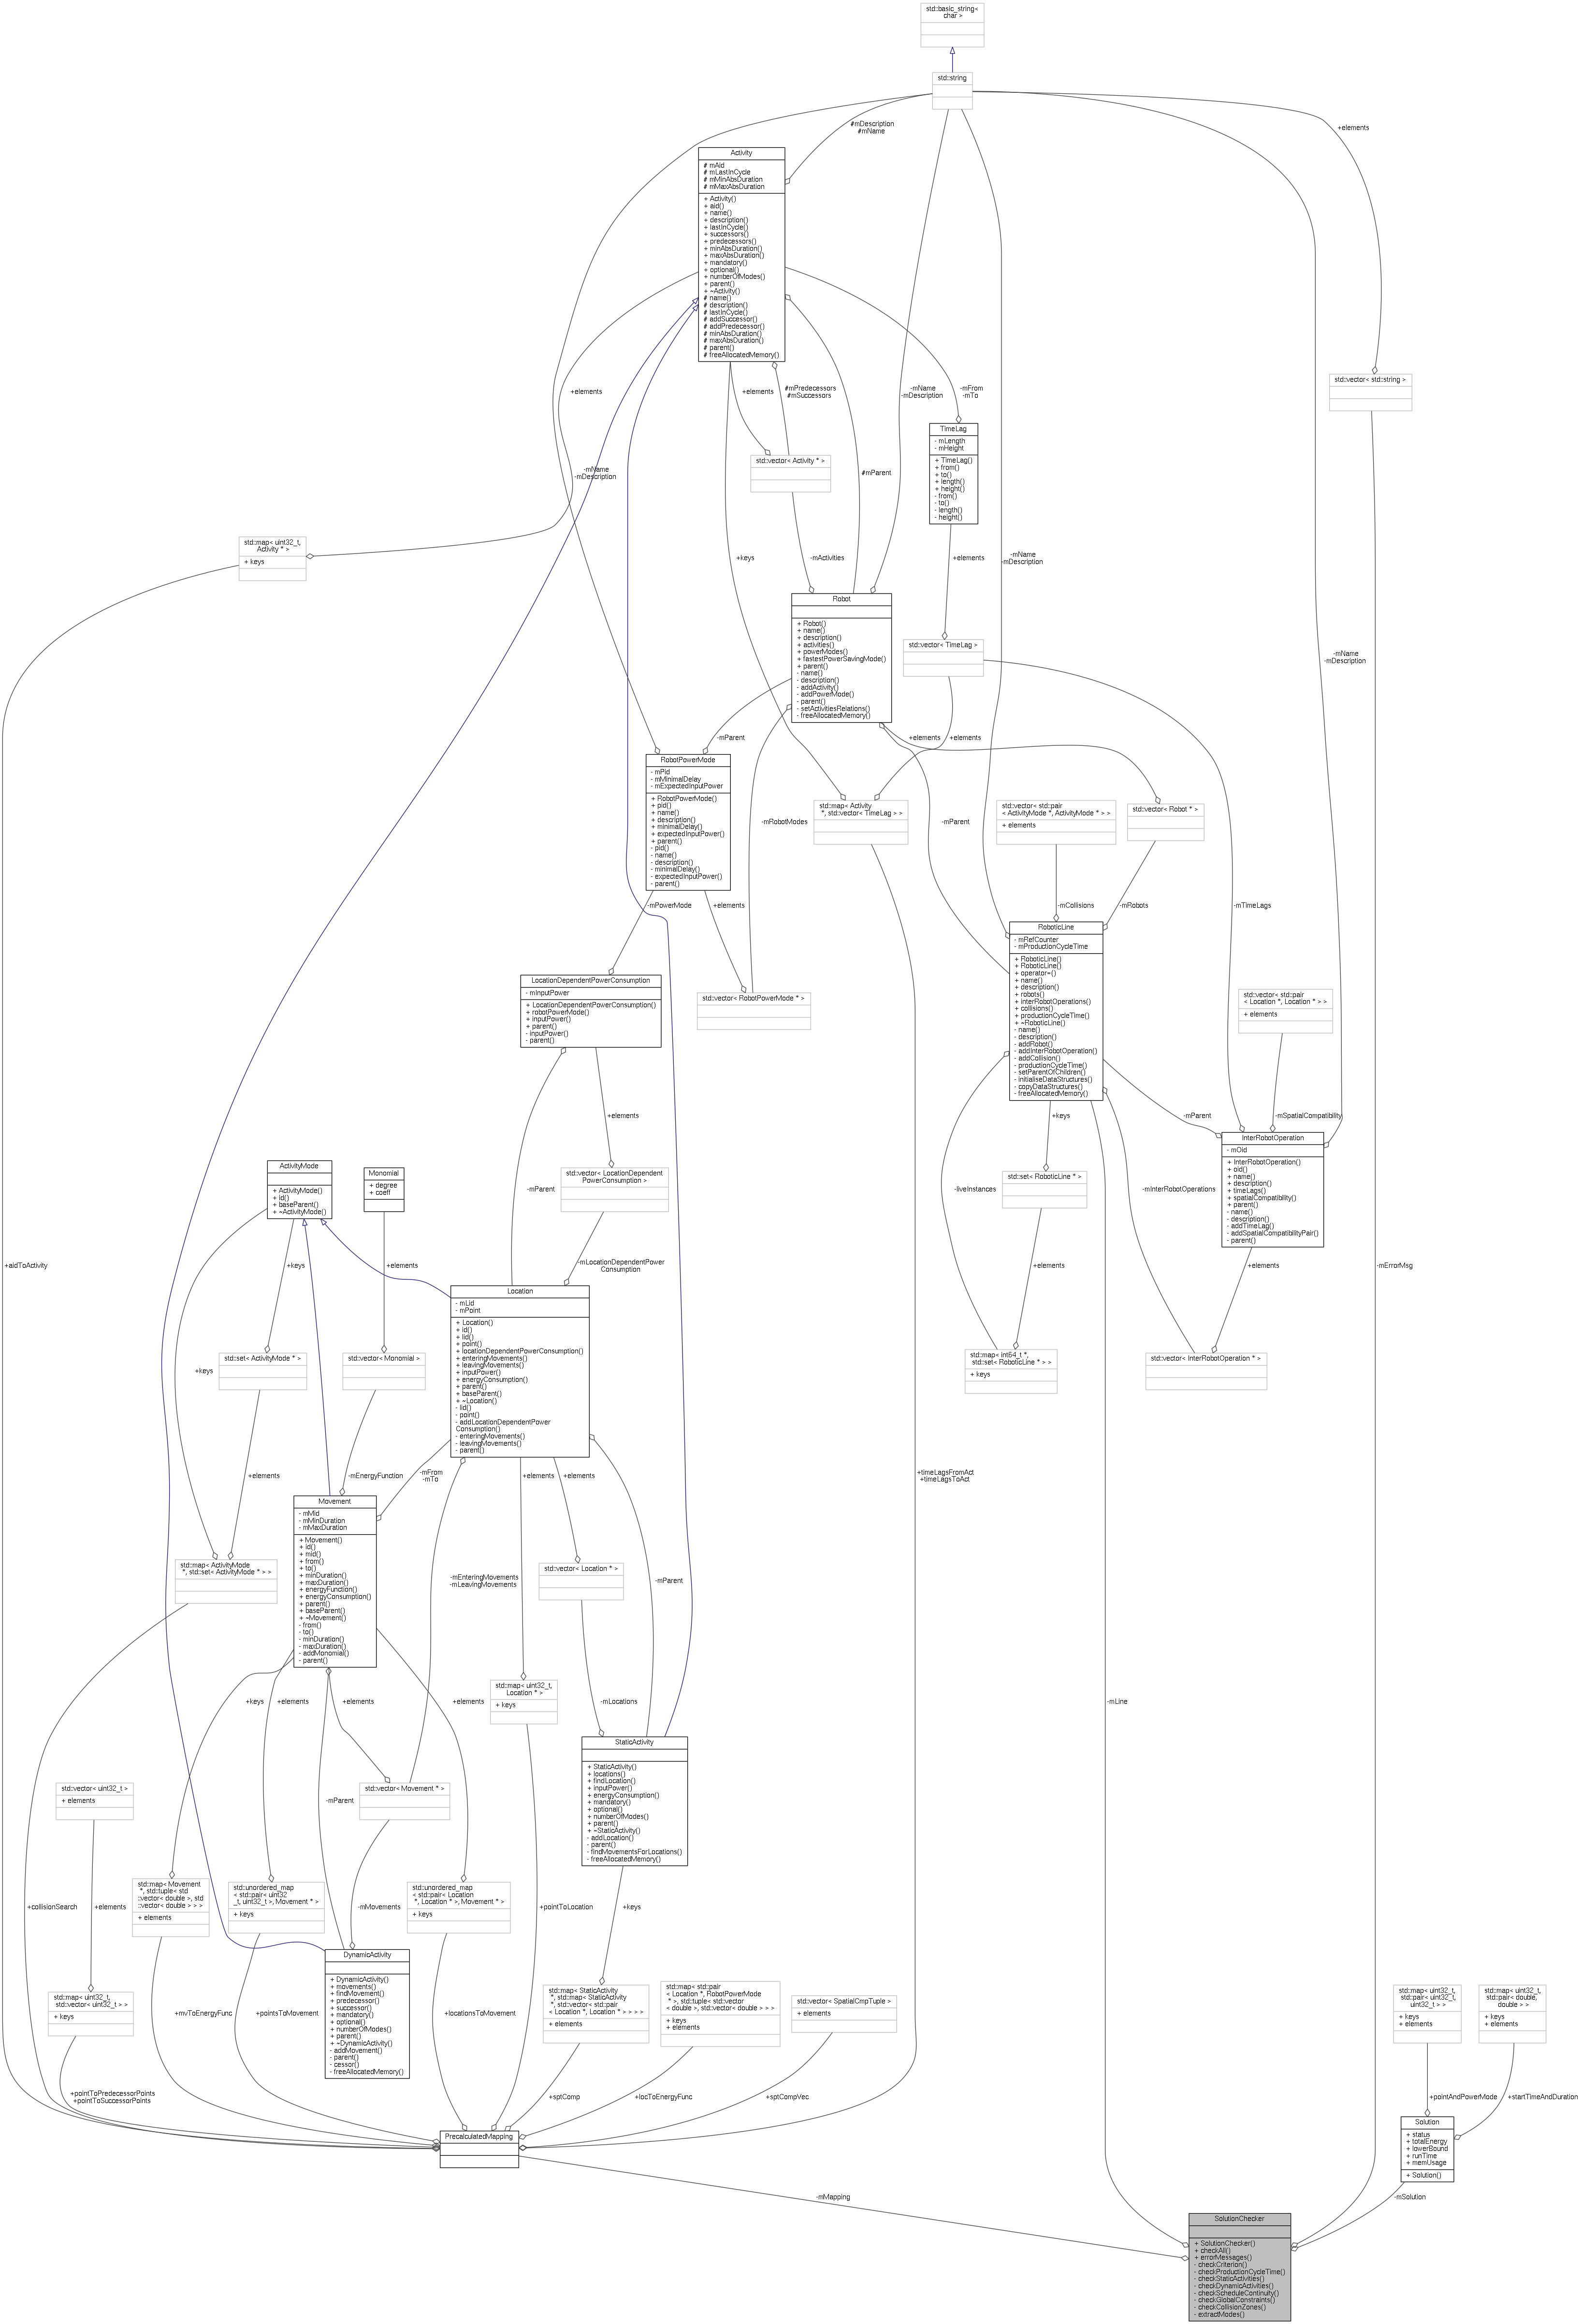 std::basic_string<
char >
std::string
#mDescription
#mName
+elements
Activity
# mAid
# mLastInCycle
# mMinAbsDuration
# mMaxAbsDuration
+ Activity()
+ aid()
+ name()
+ description()
+ lastInCycle()
+ successors()
+ predecessors()
+ minAbsDuration()
+ maxAbsDuration()
+ mandatory()
+ optional()
+ numberOfModes()
+ parent()
+ ~Activity()
# name()
# description()
# lastInCycle()
# addSuccessor()
# addPredecessor()
# minAbsDuration()
# maxAbsDuration()
# parent()
# freeAllocatedMemory()
std::vector< std::string >
+elements
+elements
#mPredecessors
#mSuccessors
-mName
-mDescription
-mFrom
-mTo
TimeLag
- mLength
- mHeight
+ TimeLag()
+ from()
+ to()
+ length()
+ height()
- from()
- to()
- length()
- height()
std::vector< Activity * >
-mName
-mDescription
#mParent
std::map< uint32_t,
Activity * >
+ keys
+keys
-mActivities
+elements
-mName
-mDescription
Robot
+ Robot()
+ name()
+ description()
+ activities()
+ powerModes()
+ fastestPowerSavingMode()
+ parent()
- name()
- description()
- addActivity()
- addPowerMode()
- parent()
- setActivitiesRelations()
- freeAllocatedMemory()
std::vector< TimeLag >
-mName
-mDescription
-mParent
+elements
+elements
RobotPowerMode
- mPid
- mMinimalDelay
- mExpectedInputPower
+ RobotPowerMode()
+ pid()
+ name()
+ description()
+ minimalDelay()
+ expectedInputPower()
+ parent()
- pid()
- name()
- description()
- minimalDelay()
- expectedInputPower()
- parent()
-mRobotModes
std::map< Activity
*, std::vector< TimeLag > >
-mParent
std::vector< std::pair
< ActivityMode *, ActivityMode * > >
+ elements
std::vector< Robot * >
-mPowerMode
+elements
-mCollisions
-mRobots
-mTimeLags
RoboticLine
- mRefCounter
- mProductionCycleTime
+ RoboticLine()
+ RoboticLine()
+ operator=()
+ name()
+ description()
+ robots()
+ interRobotOperations()
+ collisions()
+ productionCycleTime()
+ ~RoboticLine()
- name()
- description()
- addRobot()
- addInterRobotOperation()
- addCollision()
- productionCycleTime()
- setParentOfChildren()
- initialiseDataStructures()
- copyDataStructures()
- freeAllocatedMemory()
LocationDependentPowerConsumption
- mInputPower
+ LocationDependentPowerConsumption()
+ robotPowerMode()
+ inputPower()
+ parent()
- inputPower()
- parent()
std::vector< RobotPowerMode * >
std::vector< std::pair
< Location *, Location * > >
+ elements
+elements
+keys
-mParent
-mSpatialCompatibility
InterRobotOperation
- mOid
+ InterRobotOperation()
+ oid()
+ name()
+ description()
+ timeLags()
+ spatialCompatibility()
+ parent()
- name()
- description()
- addTimeLag()
- addSpatialCompatibilityPair()
- parent()
ActivityMode
+ ActivityMode()
+ id()
+ baseParent()
+ ~ActivityMode()
Monomial
+ degree
+ coeff
-mParent
std::vector< LocationDependent
PowerConsumption >
-liveInstances
std::set< RoboticLine * >
-mInterRobotOperations
+aidToActivity
+keys
+elements
-mLocationDependentPower
Consumption
+elements
+elements
-mErrorMsg
Location
- mLid
- mPoint
+ Location()
+ id()
+ lid()
+ point()
+ locationDependentPowerConsumption()
+ enteringMovements()
+ leavingMovements()
+ inputPower()
+ energyConsumption()
+ parent()
+ baseParent()
+ ~Location()
- lid()
- point()
- addLocationDependentPower
Consumption()
- enteringMovements()
- leavingMovements()
- parent()
+keys
std::set< ActivityMode * >
std::vector< Monomial >
std::map< int64_t *,
std::set< RoboticLine * > >
+ keys
std::vector< InterRobotOperation * >
+elements
-mEnergyFunction
-mFrom
-mTo
+elements
+elements
+timeLagsFromAct
+timeLagsToAct
Movement
- mMid
- mMinDuration
- mMaxDuration
+ Movement()
+ id()
+ mid()
+ from()
+ to()
+ minDuration()
+ maxDuration()
+ energyFunction()
+ energyConsumption()
+ parent()
+ baseParent()
+ ~Movement()
- from()
- to()
- minDuration()
- maxDuration()
- addMonomial()
- parent()
std::map< ActivityMode
*, std::set< ActivityMode * > >
-mEnteringMovements
-mLeavingMovements
std::vector< Location * >
-mParent
+keys
+elements
+elements
+elements
std::map< uint32_t,
Location * >
+ keys
-mLocations
-mLine
StaticActivity
+ StaticActivity()
+ locations()
+ findLocation()
+ inputPower()
+ energyConsumption()
+ mandatory()
+ optional()
+ numberOfModes()
+ parent()
+ ~StaticActivity()
- addLocation()
- parent()
- findMovementsForLocations()
- freeAllocatedMemory()
std::vector< uint32_t >
+ elements
-mParent
std::vector< Movement * >
+collisionSearch
+elements
std::map< Movement
*, std::tuple< std
::vector< double >, std
::vector< double > > >
+ elements
std::unordered_map
< std::pair< uint32
_t, uint32_t >, Movement * >
+ keys
-mMovements
std::unordered_map
< std::pair< Location
*, Location * >, Movement * >
+ keys
+pointToLocation
+keys
DynamicActivity
+ DynamicActivity()
+ movements()
+ findMovement()
+ predecessor()
+ successor()
+ mandatory()
+ optional()
+ numberOfModes()
+ parent()
+ ~DynamicActivity()
- addMovement()
- parent()
- cessor()
- freeAllocatedMemory()
std::map< uint32_t,
std::vector< uint32_t > >
+ keys
+mvToEnergyFunc
+pointsToMovement
+locationsToMovement
std::map< StaticActivity
*, std::map< StaticActivity
*, std::vector< std::pair
< Location *, Location * > > > >
+ elements
std::map< std::pair
< Location *, RobotPowerMode
* >, std::tuple< std::vector
< double >, std::vector< double > > >
+ keys
+ elements
std::vector< SpatialCmpTuple >
+ elements
std::map< uint32_t,
std::pair< uint32_t,
uint32_t > >
+ keys
+ elements
std::map< uint32_t,
std::pair< double,
double > >
+ keys
+ elements
+pointToPredecessorPoints
+pointToSuccessorPoints
+sptComp
+locToEnergyFunc
+sptCompVec
+pointAndPowerMode
+startTimeAndDuration
PrecalculatedMapping
Solution
+ status
+ totalEnergy
+ lowerBound
+ runTime
+ memUsage
+ Solution()
-mMapping
-mSolution
SolutionChecker
+ SolutionChecker()
+ checkAll()
+ errorMessages()
- checkCriterion()
- checkProductionCycleTime()
- checkStaticActivities()
- checkDynamicActivities()
- checkScheduleContinuity()
- checkGlobalConstraints()
- checkCollisionZones()
- extractModes()